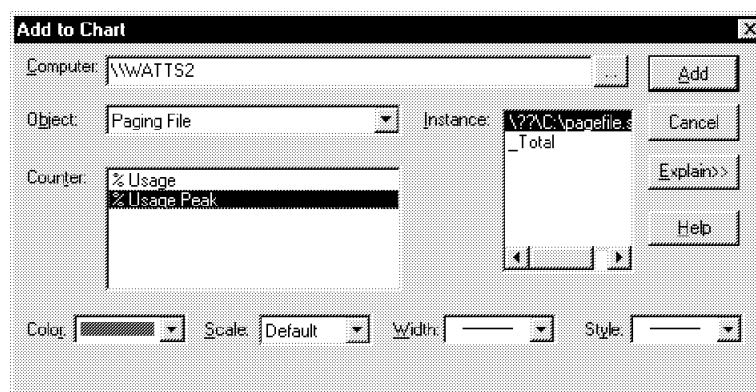 Add to Chart
Computer: \\WATTS2 ...
Add
Object: Paging File
Instance: \??\C:\pagefile.s
_Total
Cancel
Counter: % Usage
% Usage Peak
Explain>>
Help
Color: Scale: Default Width: Style: